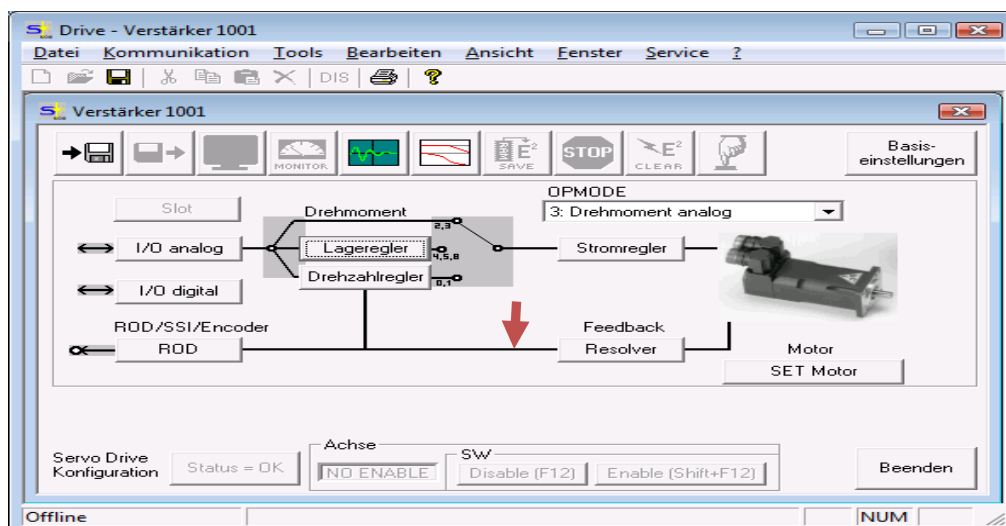 Drive - Verstärker 1001
Datei Kommunikation Tools Bearbeiten Ansicht Fenster Service ?
DIS
Verstärker 1001
MONITOR
E² SAVE
STOP
E² CLEAR
Basis-
einstellungen
OPMODE
Slot
Drehmoment
2,3
3: Drehmoment analog
I/O analog
Lageregler
4,5,8
Stromregler
Drehzahlregler
0,1
I/O digital
ROD/SSI/Encoder
Feedback
ROD
Resolver
Motor
SET Motor
Achse
SW
Servo Drive
Konfiguration
Status = OK
NO ENABLE
Disable (F12)
Enable (Shift+F12)
Beenden
Offline
NUM